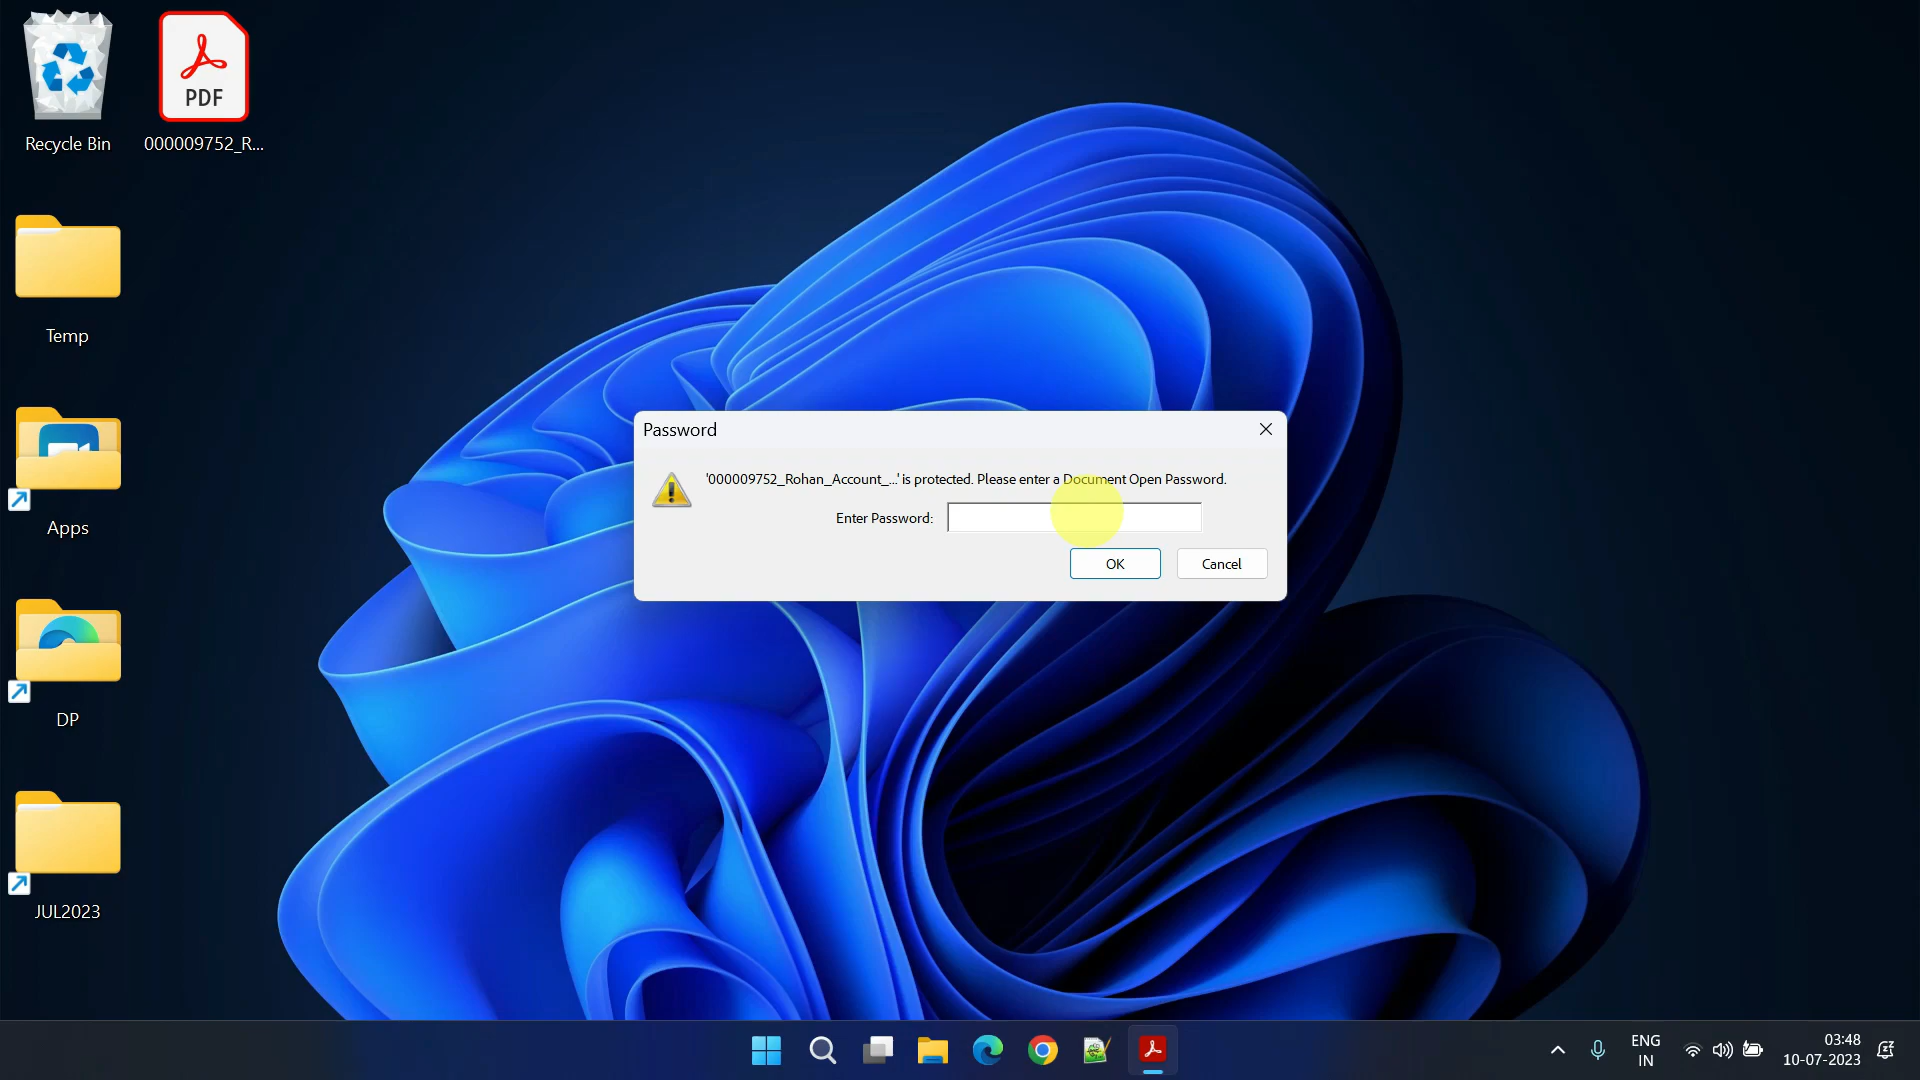 Recycle Bin
PDF
000009752_R...
Temp
Apps
DP
JUL2023
Password
'000009752_Rohan_Account_...' is protected. Please enter a Document Open Password.
Enter Password:
OK
Cancel
ENG
IN
03:48
10-07-2023